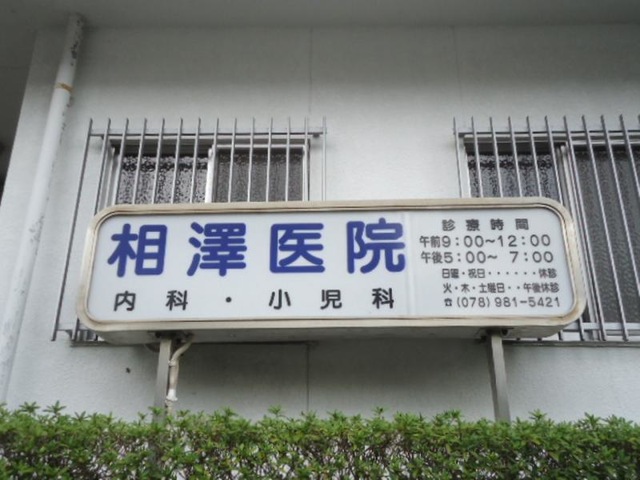 相澤医院
内科・小児科
診療時間
午前9:00~12:00
午後5:00~ 7:00
日曜・祝日・・・・・・休診
火・木・土曜日・・午後休診
☎(078)981-5421